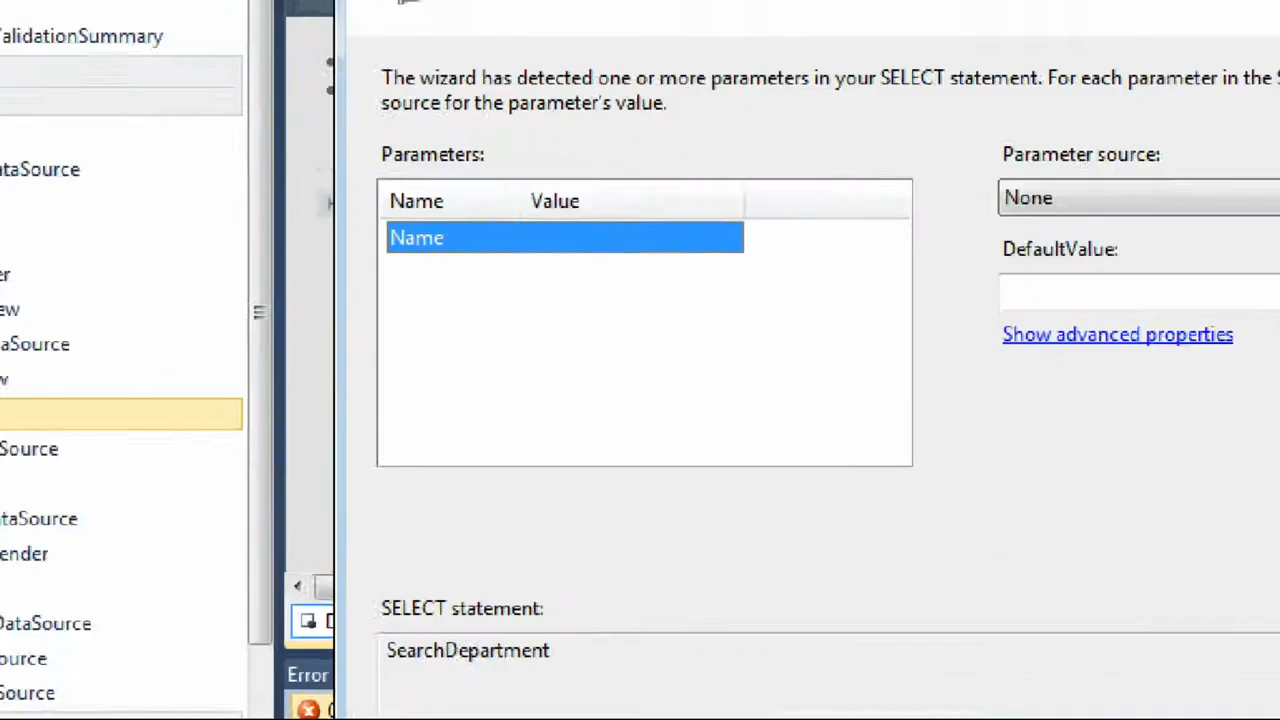 alidationSummary
ataSource
er
ew
aSource
w
Source
taSource
ender
DataSource
ource
Source
Error
The wizard has detected one or more parameters in your SELECT statement. For each parameter in the S
source for the parameter's value.
Parameters:
Name Value
Name
Parameter source:
None
DefaultValue:
Show advanced properties
SELECT statement:
SearchDepartment